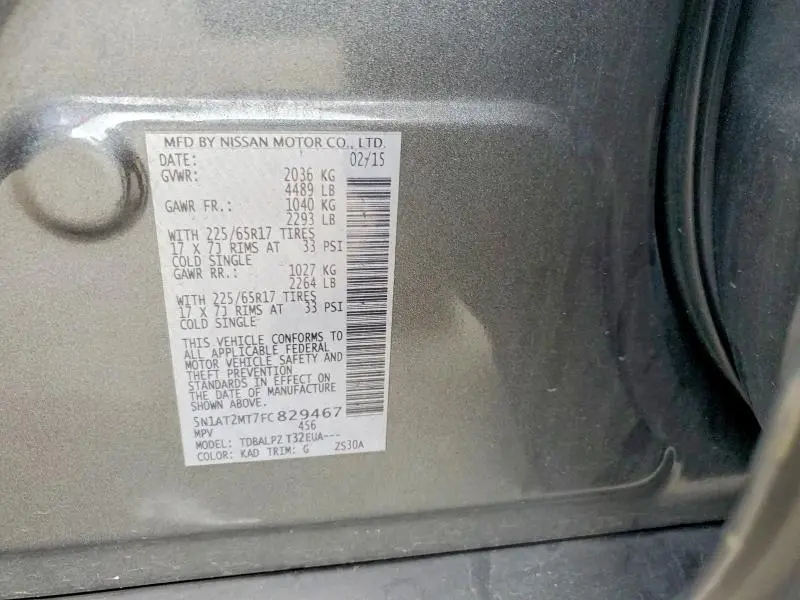 MFD BY NISSAN MOTOR CO., LTD.
DATE: 02/15
GVWR: 2036 KG
4489 LB
GAWR FR.: 1040 KG
2293 LB
WITH 225/65R17 TIRES
17 X 7J RIMS AT 33 PSI
COLD SINGLE
GAWR RR.: 1027 KG
2264 LB
WITH 225/65R17 TIRES
17 X 7J RIMS AT 33 PSI
COLD SINGLE
THIS VEHICLE CONFORMS TO
ALL APPLICABLE FEDERAL
MOTOR VEHICLE SAFETY AND
THEFT PREVENTION
STANDARDS IN EFFECT ON
THE DATE OF MANUFACTURE
SHOWN ABOVE.
5N1AT2MT7FC829467
MPV 456
MODEL: TDBALPZ T32EUA---
COLOR: KAD TRIM: G ZS30A